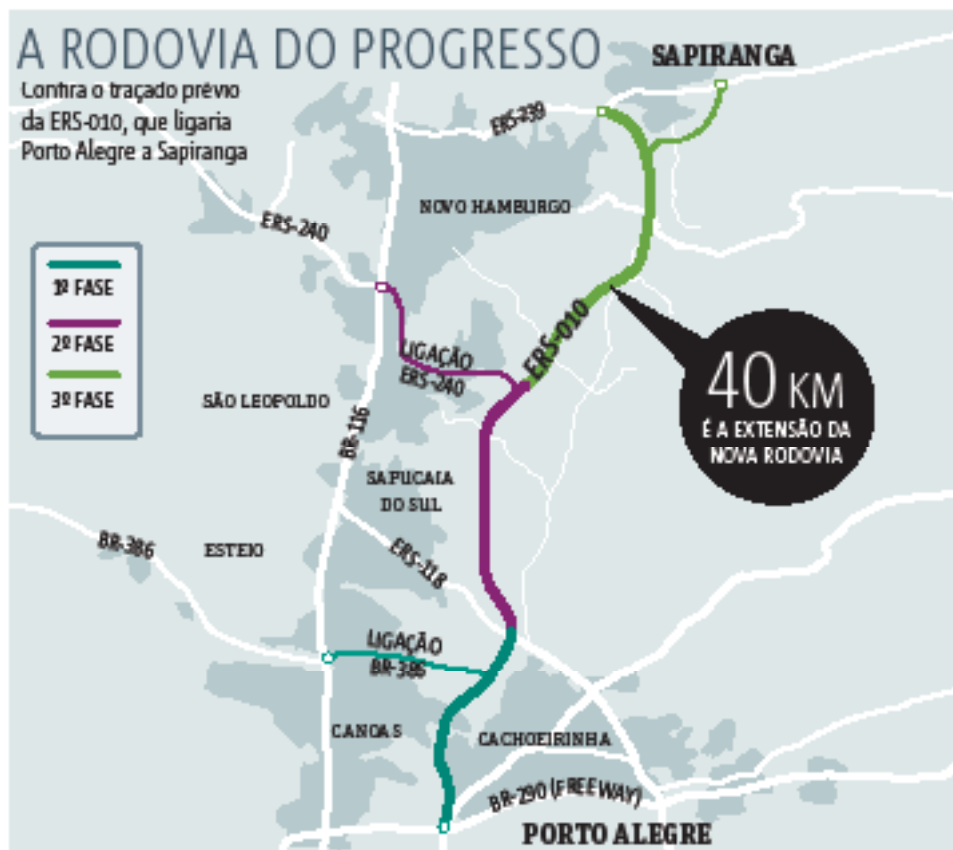 A RODOVIA DO PROGRESSO
Confira o traçado prévio
da ERS-010, que ligaria
Porto Alegre a Sapiranga
SAPIRANGA
ERS-239
NOVO HAMBURGO
ERS-240
1ª FASE
2ª FASE
3ª FASE
ERS-010
LIGAÇÃO
ERS-240
40 KM
É A EXTENSÃO DA
NOVA RODOVIA
SÃO LEOPOLDO
BR-116
SAPUCAIA
DO SUL
BR-386
ESTEIO
ERS-118
LIGAÇÃO
BR-386
CANOAS
CACHOEIRINHA
BR-290 (FREEWAY)
PORTO ALEGRE